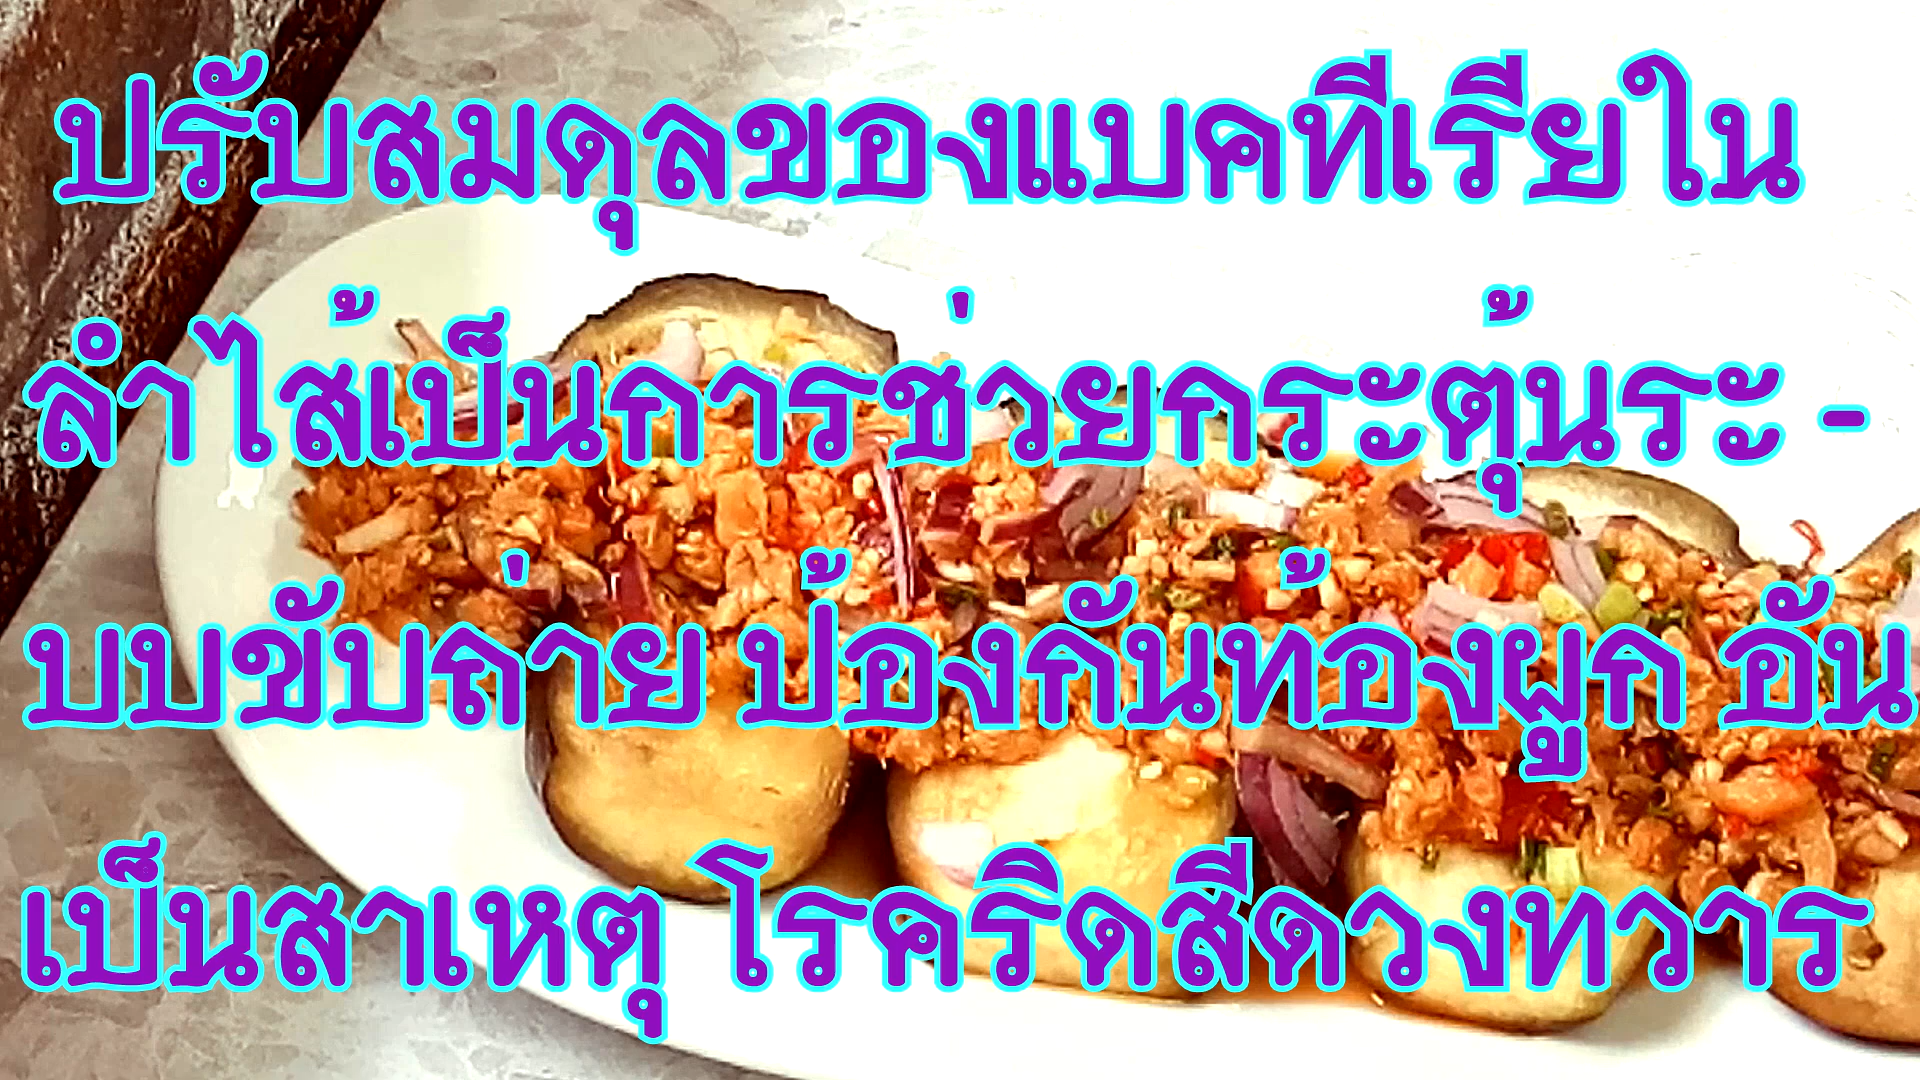 ปรับสมดุลของแบคทีเรียใน
ลำไส้เป็นการช่วยกระตุ้นระ -
บบขับถ่าย ป้องกันท้องผูก อัน
เป็นสาเหตุ โรคริดสีดวงทวาร